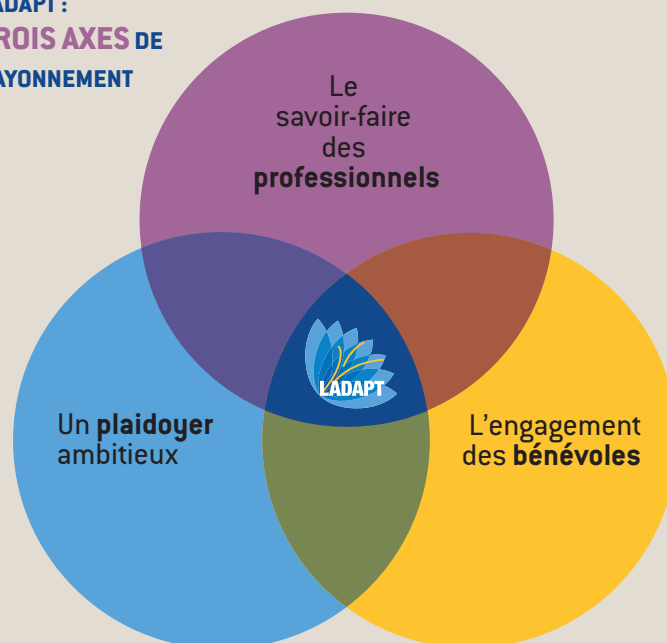 ADAPT :
ROIS AXES DE
AYONNEMENT
Le
savoir-faire
des
professionnels
LADAPT
Un plaidoyer
ambitieux
L'engagement
des bénévoles